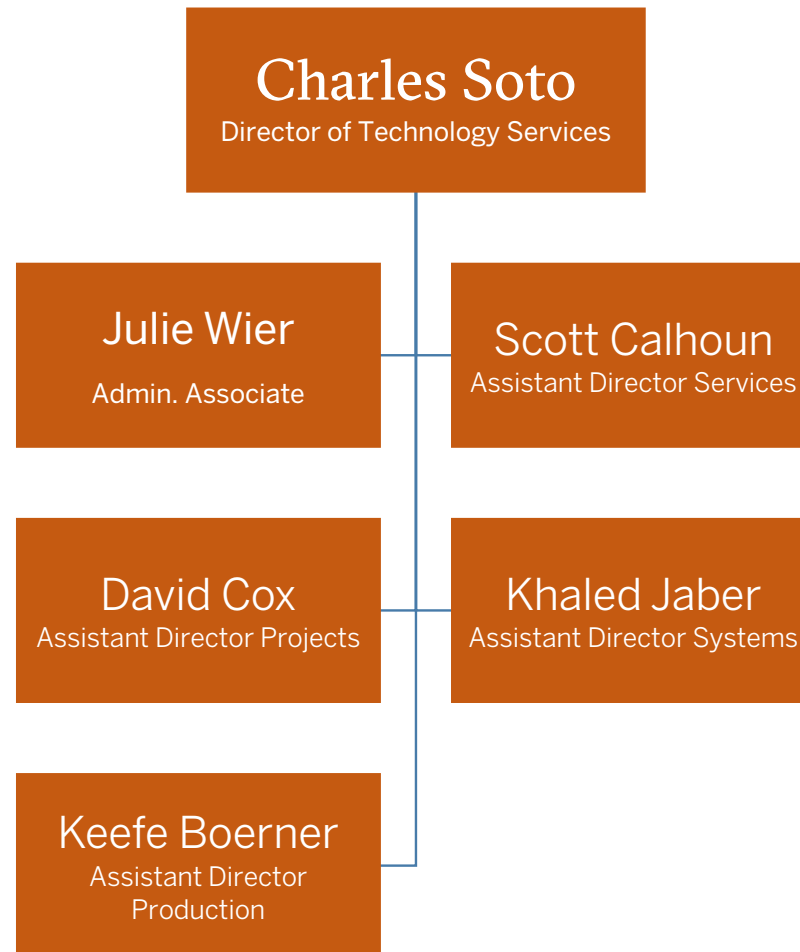 Charles Soto
Director of Technology Services
Julie Wier
Admin. Associate
Scott Calhoun
Assistant Director Services
David Cox
Assistant Director Projects
Khaled Jaber
Assistant Director Systems
Keefe Boerner
Assistant Director
Production